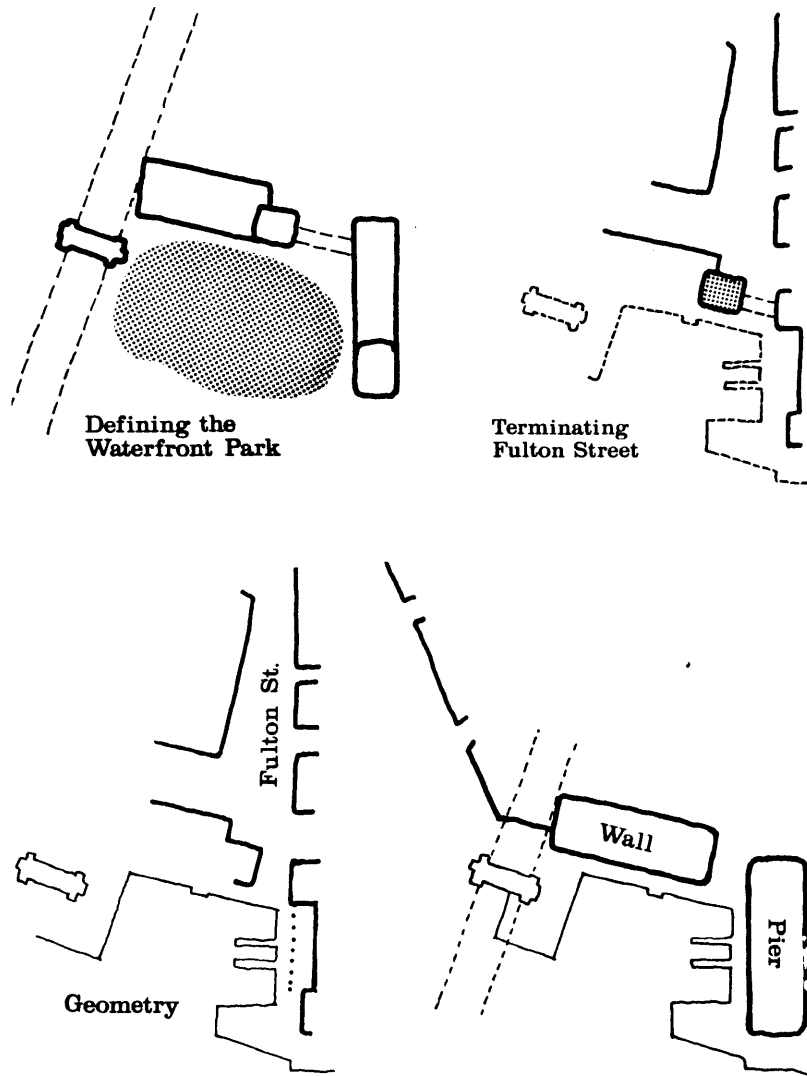 Defining the
Waterfront Park
Terminating
Fulton Street
Fulton St.
Geometry
Wall
Pier